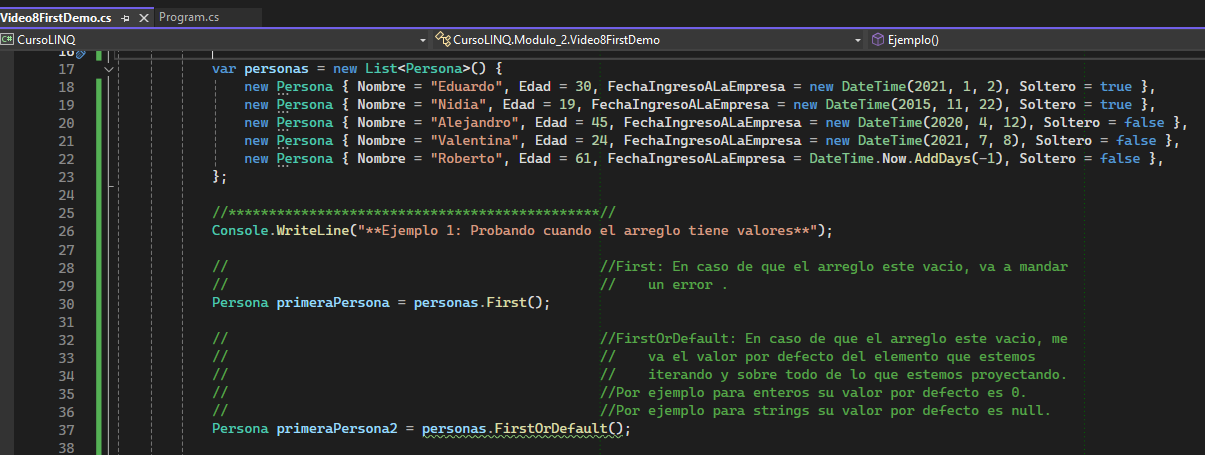 Video8FirstDemo.cs Program.cs
CursoLINQ CursoLINQ.Modulo_2.Video8FirstDemo Ejemplo()
16
17 var personas = new List<Persona>() {
18 new Persona { Nombre = "Eduardo", Edad = 30, FechaIngresoALaEmpresa = new DateTime(2021, 1, 2), Soltero = true },
19 new Persona { Nombre = "Nidia", Edad = 19, FechaIngresoALaEmpresa = new DateTime(2015, 11, 22), Soltero = true },
20 new Persona { Nombre = "Alejandro", Edad = 45, FechaIngresoALaEmpresa = new DateTime(2020, 4, 12), Soltero = false },
21 new Persona { Nombre = "Valentina", Edad = 24, FechaIngresoALaEmpresa = new DateTime(2021, 7, 8), Soltero = false },
22 new Persona { Nombre = "Roberto", Edad = 61, FechaIngresoALaEmpresa = DateTime.Now.AddDays(-1), Soltero = false },
23 };
24
25 //**********************************************//
26 Console.WriteLine("**Ejemplo 1: Probando cuando el arreglo tiene valores**");
27
28 // //First: En caso de que el arreglo este vacio, va a mandar
29 // // un error .
30 Persona primeraPersona = personas.First();
31
32 // //FirstOrDefault: En caso de que el arreglo este vacio, me
33 // // va el valor por defecto del elemento que estemos
34 // // iterando y sobre todo de lo que estemos proyectando.
35 // //Por ejemplo para enteros su valor por defecto es 0.
36 // //Por ejemplo para strings su valor por defecto es null.
37 Persona primeraPersona2 = personas.FirstOrDefault();
38